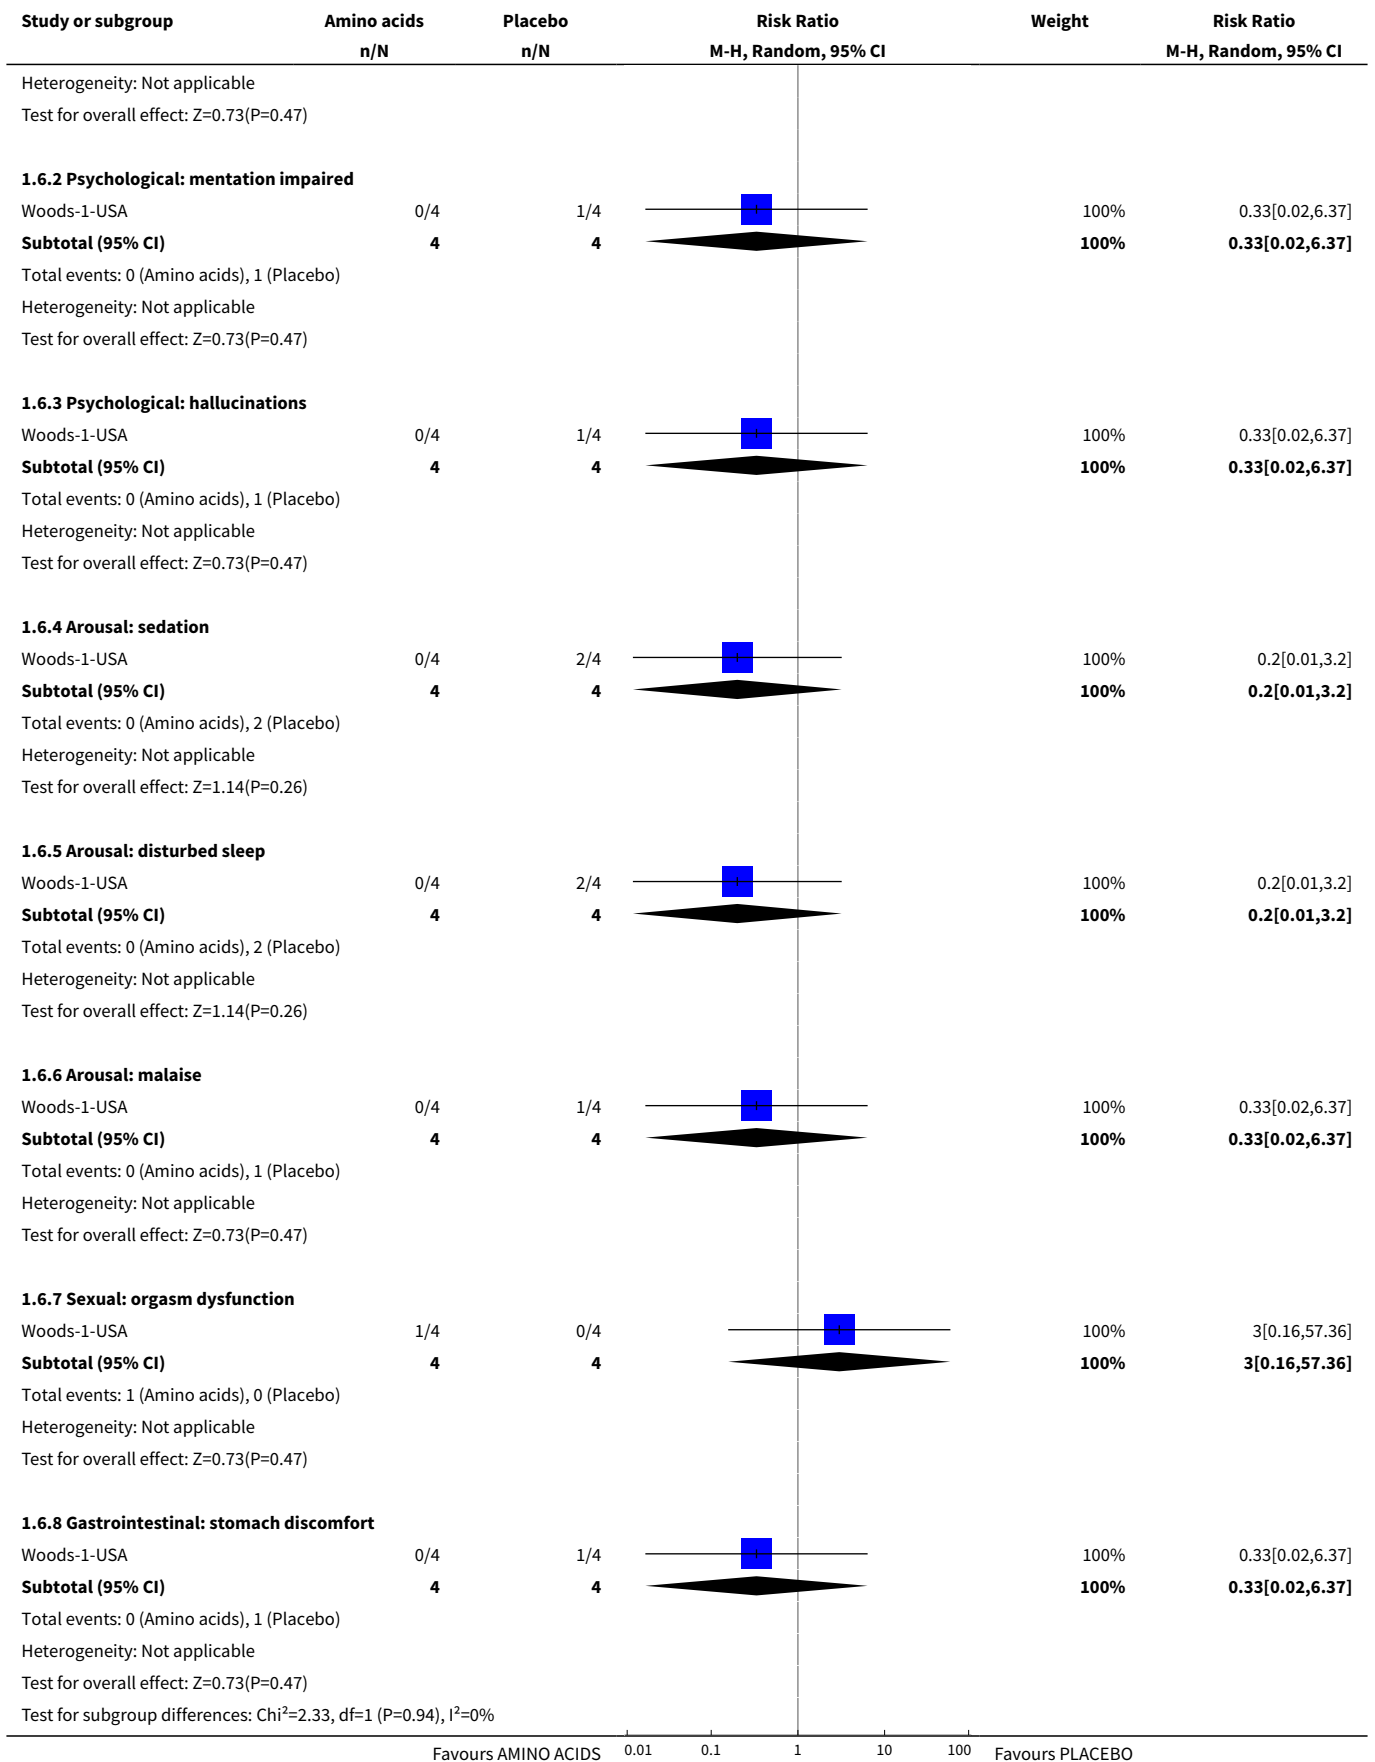 Study or subgroup Amino acids Placebo Risk Ratio Weight Risk Ratio
n/N n/N M-H, Random, 95% CI M-H, Random, 95% CI
Heterogeneity: Not applicable
Test for overall effect: Z=0.73(P=0.47)
1.6.2 Psychological: mentation impaired
Woods-1-USA 0/4 1/4 100% 0.33[0.02,6.37]
Subtotal (95% CI) 4 4 100% 0.33[0.02,6.37]
Total events: 0 (Amino acids), 1 (Placebo)
Heterogeneity: Not applicable
Test for overall effect: Z=0.73(P=0.47)
1.6.3 Psychological: hallucinations
Woods-1-USA 0/4 1/4 100% 0.33[0.02,6.37]
Subtotal (95% CI) 4 4 100% 0.33[0.02,6.37]
Total events: 0 (Amino acids), 1 (Placebo)
Heterogeneity: Not applicable
Test for overall effect: Z=0.73(P=0.47)
1.6.4 Arousal: sedation
Woods-1-USA 0/4 2/4 100% 0.2[0.01,3.2]
Subtotal (95% CI) 4 4 100% 0.2[0.01,3.2]
Total events: 0 (Amino acids), 2 (Placebo)
Heterogeneity: Not applicable
Test for overall effect: Z=1.14(P=0.26)
1.6.5 Arousal: disturbed sleep
Woods-1-USA 0/4 2/4 100% 0.2[0.01,3.2]
Subtotal (95% CI) 4 4 100% 0.2[0.01,3.2]
Total events: 0 (Amino acids), 2 (Placebo)
Heterogeneity: Not applicable
Test for overall effect: Z=1.14(P=0.26)
1.6.6 Arousal: malaise
Woods-1-USA 0/4 1/4 100% 0.33[0.02,6.37]
Subtotal (95% CI) 4 4 100% 0.33[0.02,6.37]
Total events: 0 (Amino acids), 1 (Placebo)
Heterogeneity: Not applicable
Test for overall effect: Z=0.73(P=0.47)
1.6.7 Sexual: orgasm dysfunction
Woods-1-USA 1/4 0/4 100% 3[0.16,57.36]
Subtotal (95% CI) 4 4 100% 3[0.16,57.36]
Total events: 1 (Amino acids), 0 (Placebo)
Heterogeneity: Not applicable
Test for overall effect: Z=0.73(P=0.47)
1.6.8 Gastrointestinal: stomach discomfort
Woods-1-USA 0/4 1/4 100% 0.33[0.02,6.37]
Subtotal (95% CI) 4 4 100% 0.33[0.02,6.37]
Total events: 0 (Amino acids), 1 (Placebo)
Heterogeneity: Not applicable
Test for overall effect: Z=0.73(P=0.47)
Test for subgroup differences: Chi²=2.33, df=1 (P=0.94), I²=0%
Favours AMINO ACIDS 0.01 0.1 1 10 100 Favours PLACEBO